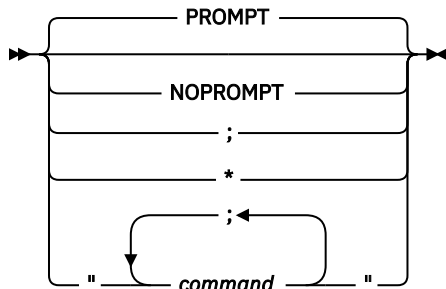 PROMPT
NOPROMPT
;
*
;
" command "